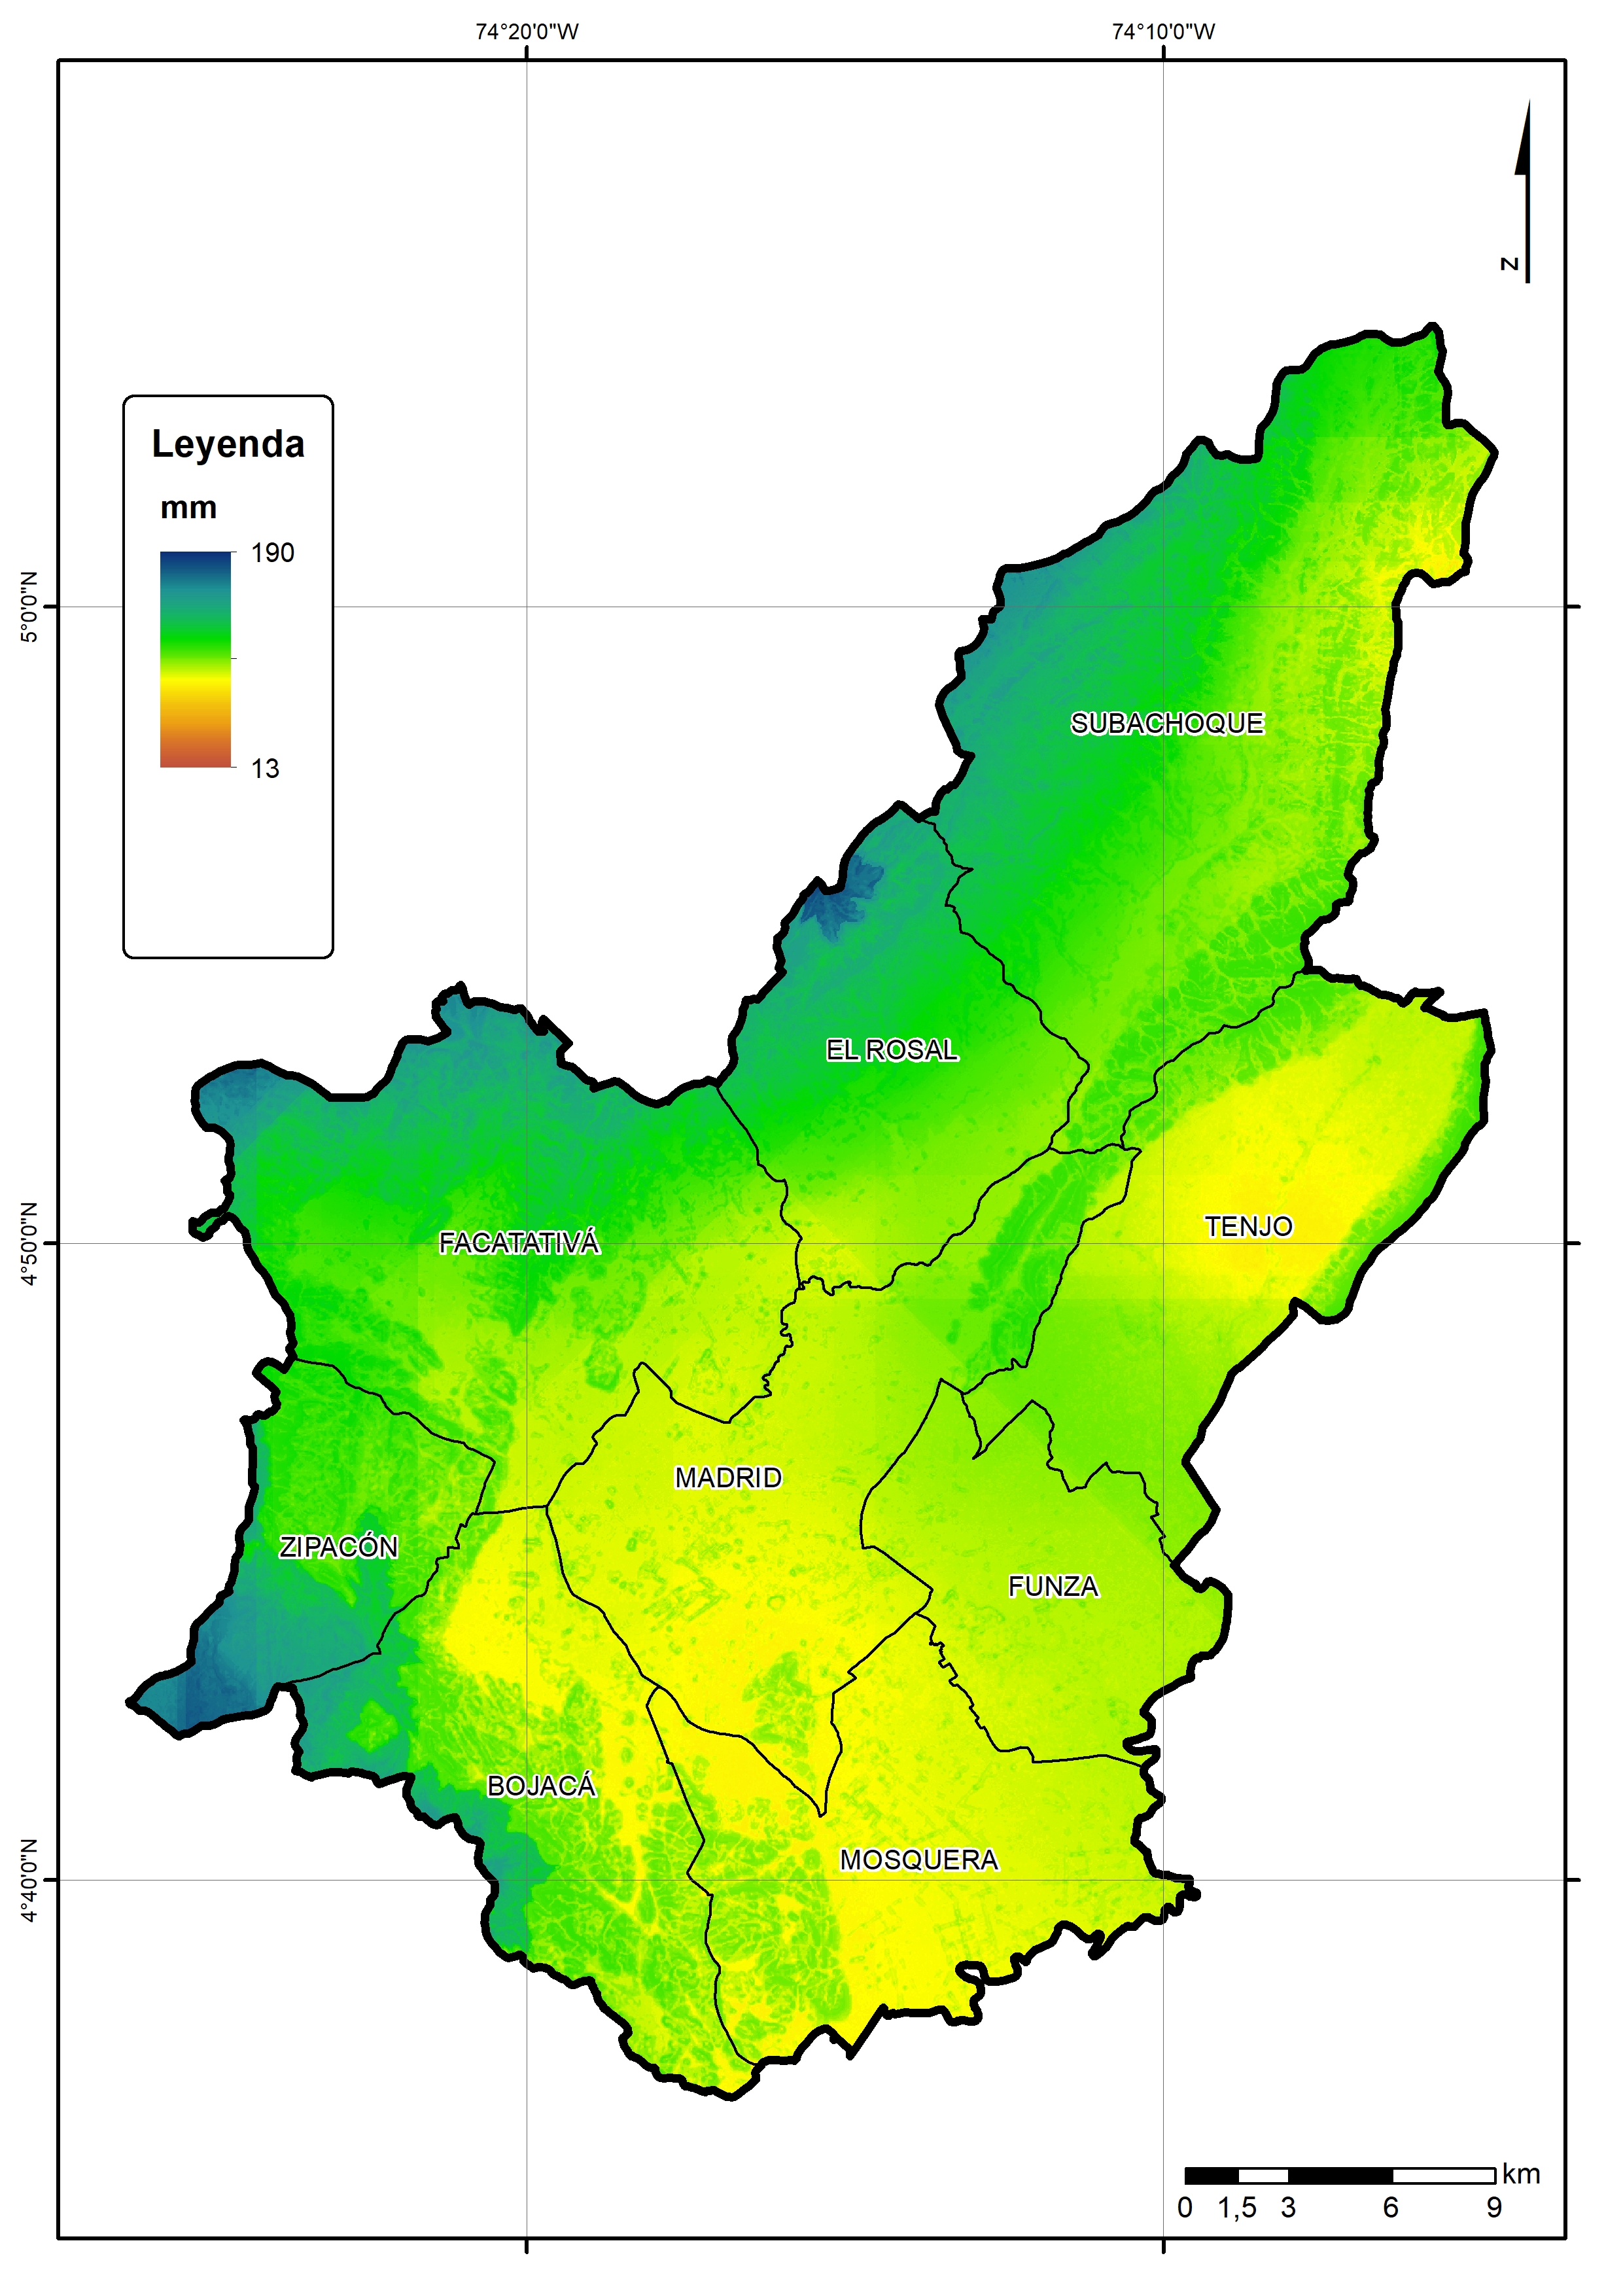 74°20'0"W
74°10'0"W
N
Leyenda
mm
190
13
5°0'0"N
SUBACHOQUE
EL ROSAL
TENJO
4°50'0"N
FACATATIVÁ
MADRID
ZIPACÓN
FUNZA
BOJACÁ
MOSQUERA
4°40'0"N
km
0 1,5 3 6 9